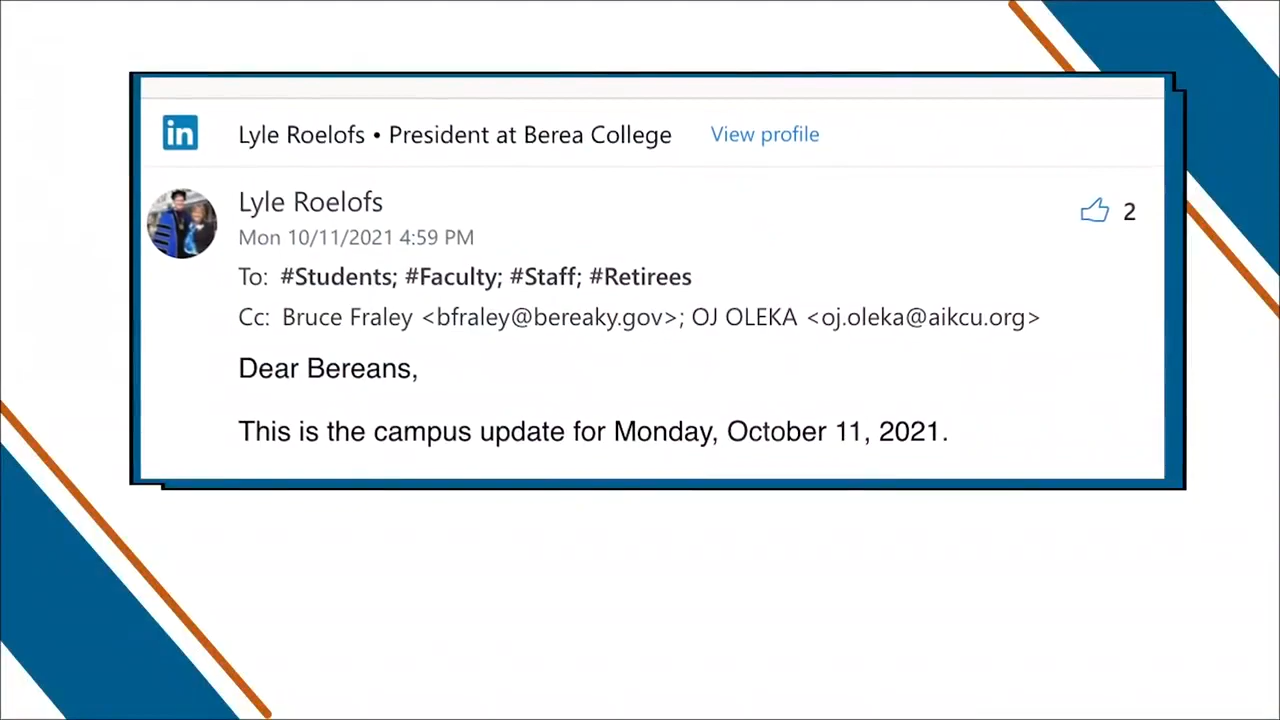 in Lyle Roelofs • President at Berea College View profile
Lyle Roelofs
2
Mon 10/11/2021 4:59 PM
To: #Students; #Faculty; #Staff; #Retirees
Cc: Bruce Fraley <bfraley@bereaky.gov>; OJ OLEKA <oj.oleka@aikcu.org>
Dear Bereans,
This is the campus update for Monday, October 11, 2021.